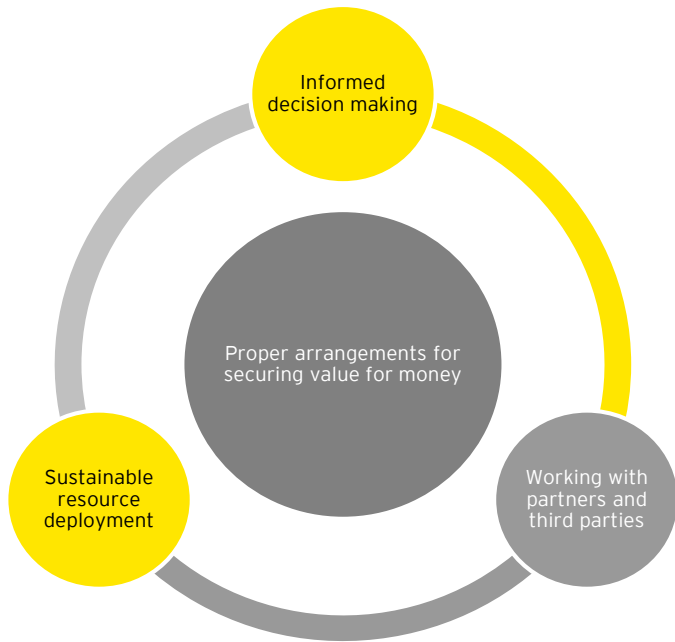 Informed
decision making
Proper arrangements for
securing value for money
Sustainable
resource
deployment
Working with
partners and
third parties